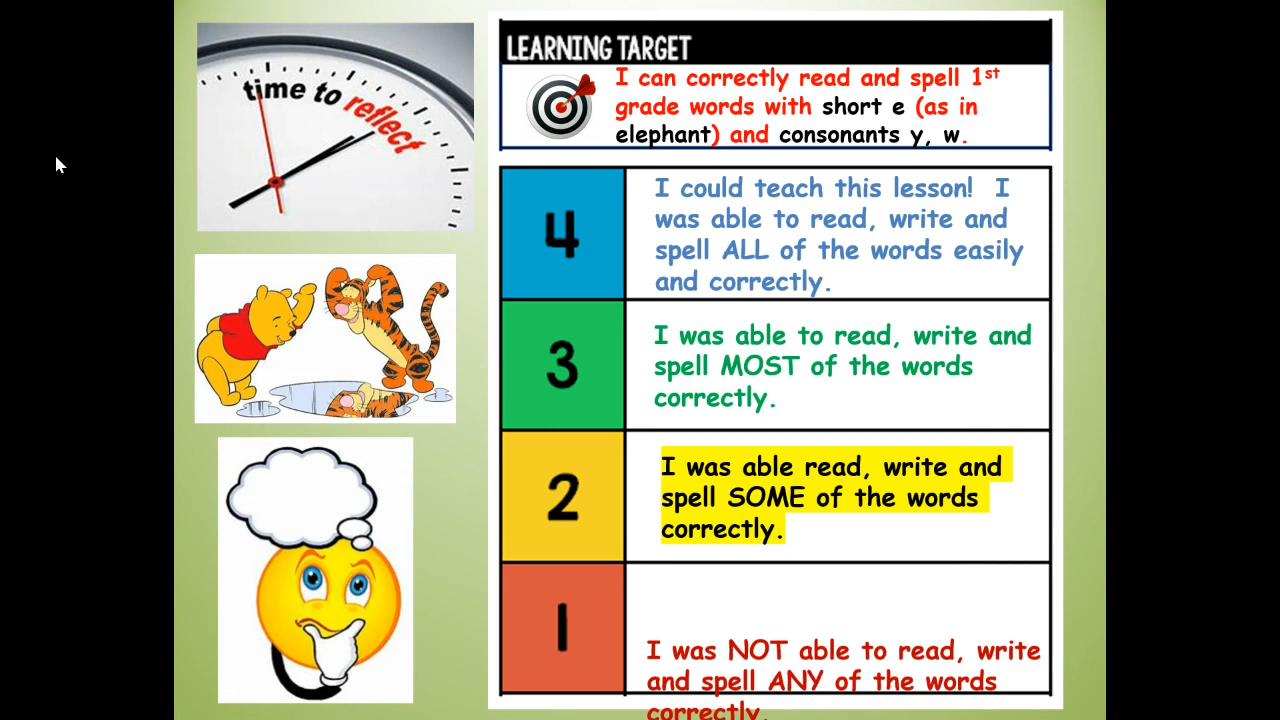 time to reflect
LEARNING TARGET
I can correctly read and spell 1st
grade words with short e (as in
elephant) and consonants y, w.
4
I could teach this lesson! I
was able to read, write and
spell ALL of the words easily
and correctly.
3
I was able to read, write and
spell MOST of the words
correctly.
2
I was able read, write and
spell SOME of the words
correctly.
1
I was NOT able to read, write
and spell ANY of the words
correctly.